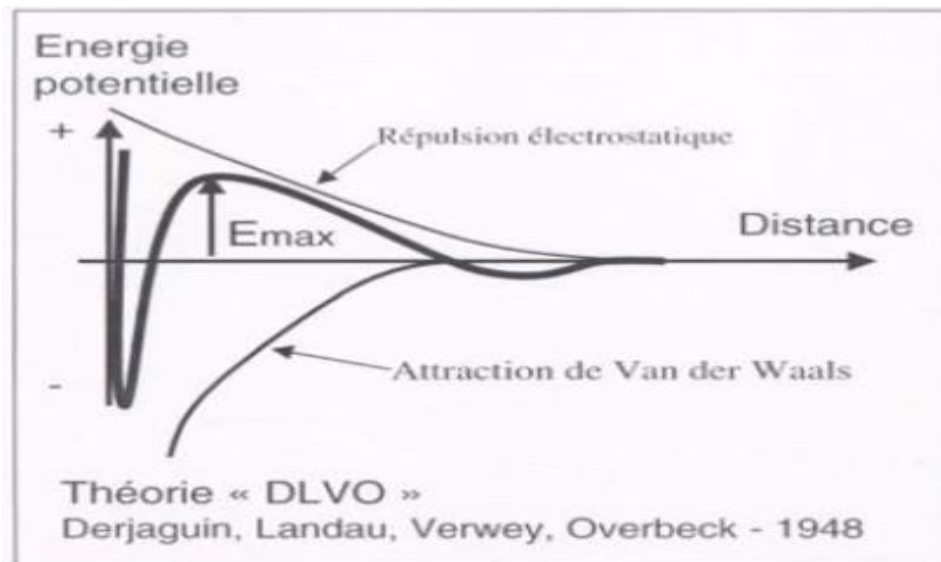 Energie
potentielle
+
Répulsion électrostatique
Emax
Distance
-
Attraction de Van der Waals
Théorie « DLVO »
Derjaguin, Landau, Verwey, Overbeck - 1948